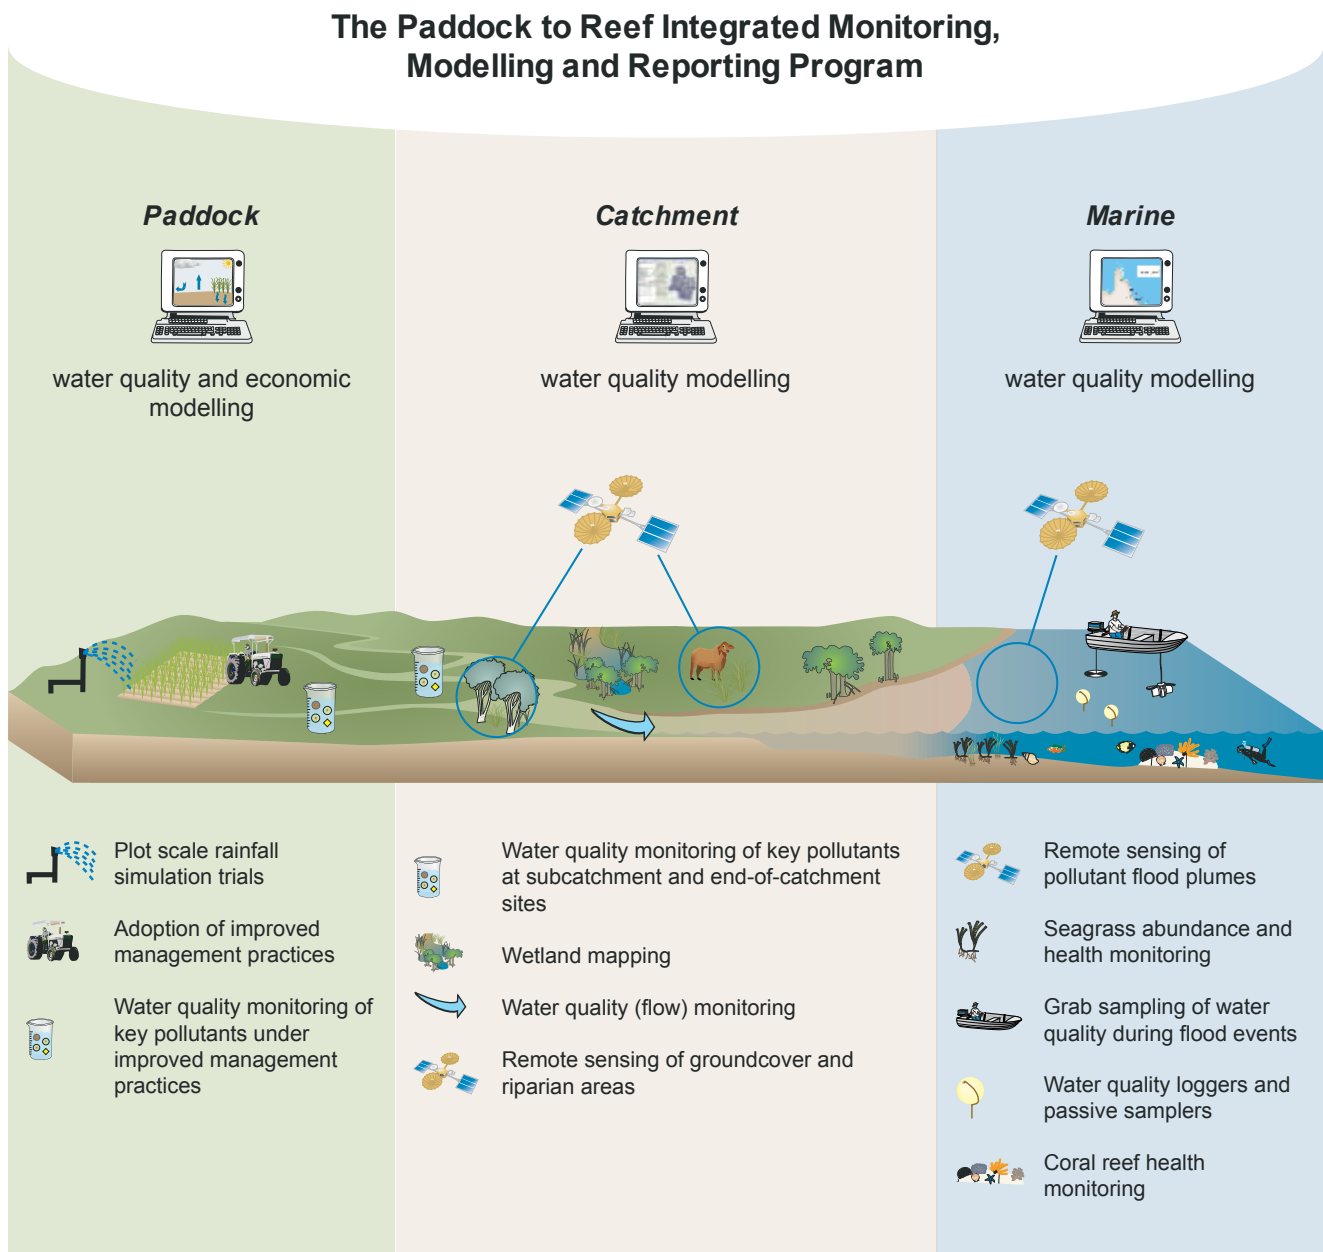 The Paddock to Reef Integrated Monitoring,
Modelling and Reporting Program
Paddock
water quality and economic
modelling
Catchment
water quality modelling
Marine
water quality modelling
Plot scale rainfall
simulation trials
Adoption of improved
management practices
Water quality monitoring of
key pollutants under
improved management
practices
Water quality monitoring of key pollutants
at subcatchment and end-of-catchment
sites
Wetland mapping
Water quality (flow) monitoring
Remote sensing of groundcover and
riparian areas
Remote sensing of
pollutant flood plumes
Seagrass abundance and
health monitoring
Grab sampling of water
quality during flood events
Water quality loggers and
passive samplers
Coral reef health
monitoring